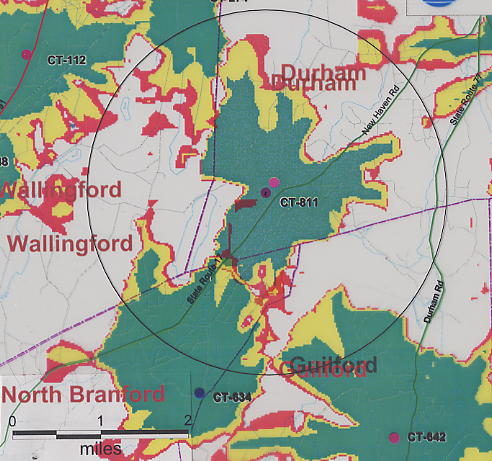 CT-112
Durham
Durham
New Haven Rd
State Route 77
Wallingford
CT-811
Wallingford
State Route 17
Durham Rd
Guilford
Guilford
North Branford
CT-634
CT-642
0 1 2
miles